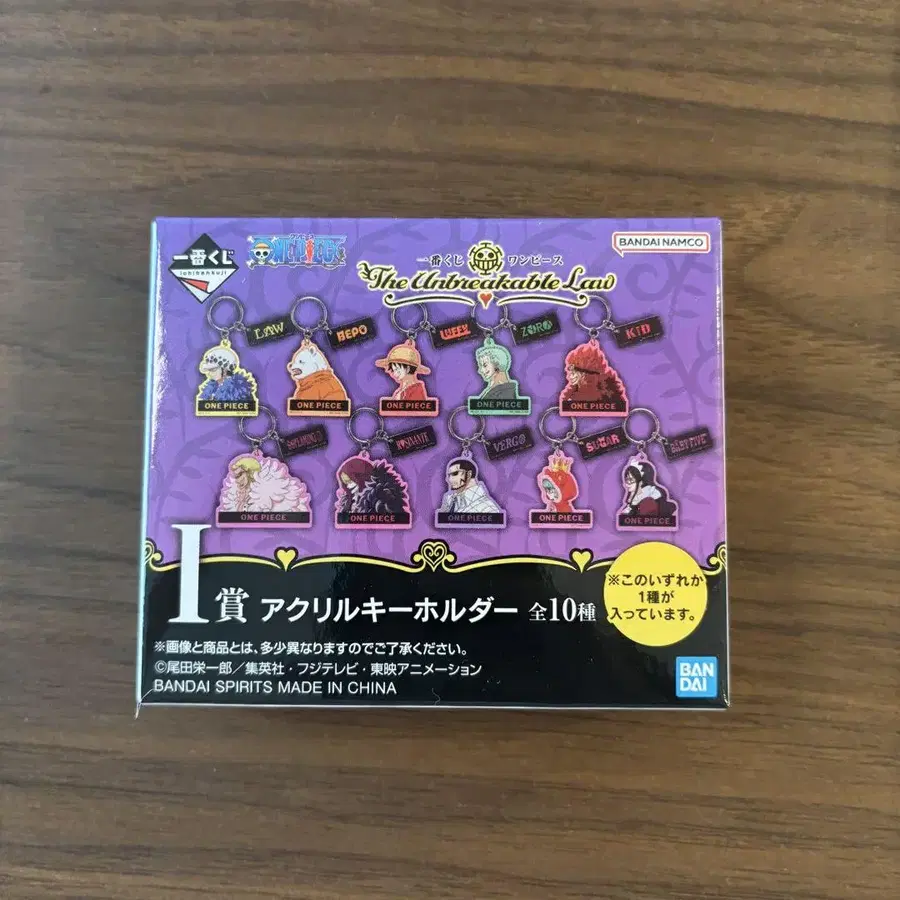 一番くじ
ichibankuji
ONE PIECE
一番くじ ワンピース
The Unbreakable Law
BANDAI NAMCO
LAW
BEPO
LUFFY
ZORO
KID
ONE PIECE
ONE PIECE
ONE PIECE
ONE PIECE
ONE PIECE
ROSINANTE
VERGO
SUGAR
BABY FIVE
ONE PIECE
ONE PIECE
ONE PIECE
ONE PIECE
ONE PIECE
I賞 アクリルキーホルダー 全10種
※このいずれか
1種が
入っています。
※画像と商品とは、多少異なりますのでご了承ください。
©尾田栄一郎／集英社・フジテレビ・東映アニメーション
BANDAI SPIRITS MADE IN CHINA
BAN
DAI